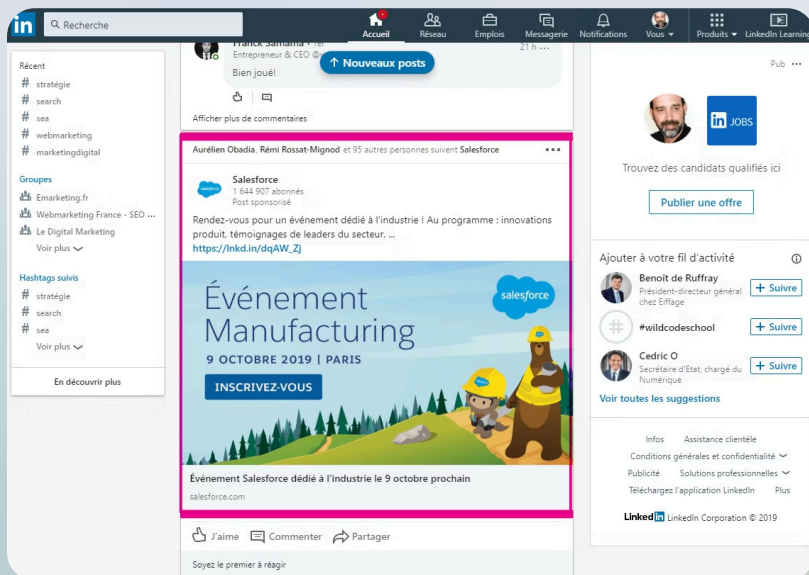 in
Recherche
Accueil
Réseau
Emplois
Messagerie
Notifications
Vous
Produits
LinkedIn Learning
Récent
# stratégie
# search
# sea
# webmarketing
# marketingdigital
Groupes
Emarketing.fr
Webmarketing France - SEO ...
Le Digital Marketing
Voir plus
Hashtags suivis
# stratégie
# search
# sea
Voir plus
En découvrir plus
Franck Samama • 1er
21 h ...
Entrepreneur & CEO
↑ Nouveaux posts
Bien joué!
Afficher plus de commentaires
Aurélien Obadia, Rémi Rossat-Mignod et 95 autres personnes suivent Salesforce
Salesforce
1 644 907 abonnés
Post sponsorisé
Rendez-vous pour un événement dédié à l'industrie ! Au programme : innovations
produit, témoignages de leaders du secteur, ...
https://lnkd.in/dqAW_Zj
Événement
Manufacturing
9 OCTOBRE 2019 | PARIS
INSCRIVEZ-VOUS
salesforce
Événement Salesforce dédié à l'industrie le 9 octobre prochain
salesforce.com
J'aime
Commenter
Partager
Soyez le premier à réagir
Pub ...
in JOBS
Trouvez des candidats qualifiés ici
Publier une offre
Ajouter à votre fil d'activité
Benoît de Ruffray
Président-directeur général
chez Eiffage
+ Suivre
#
#wildcodeschool
+ Suivre
Cedric O
Secrétaire d'Etat, chargé du
Numérique
+ Suivre
Voir toutes les suggestions
Infos Assistance clientèle
Conditions générales et confidentialité
Publicité Solutions professionnelles
Téléchargez l'application LinkedIn Plus
Linkedin LinkedIn Corporation © 2019